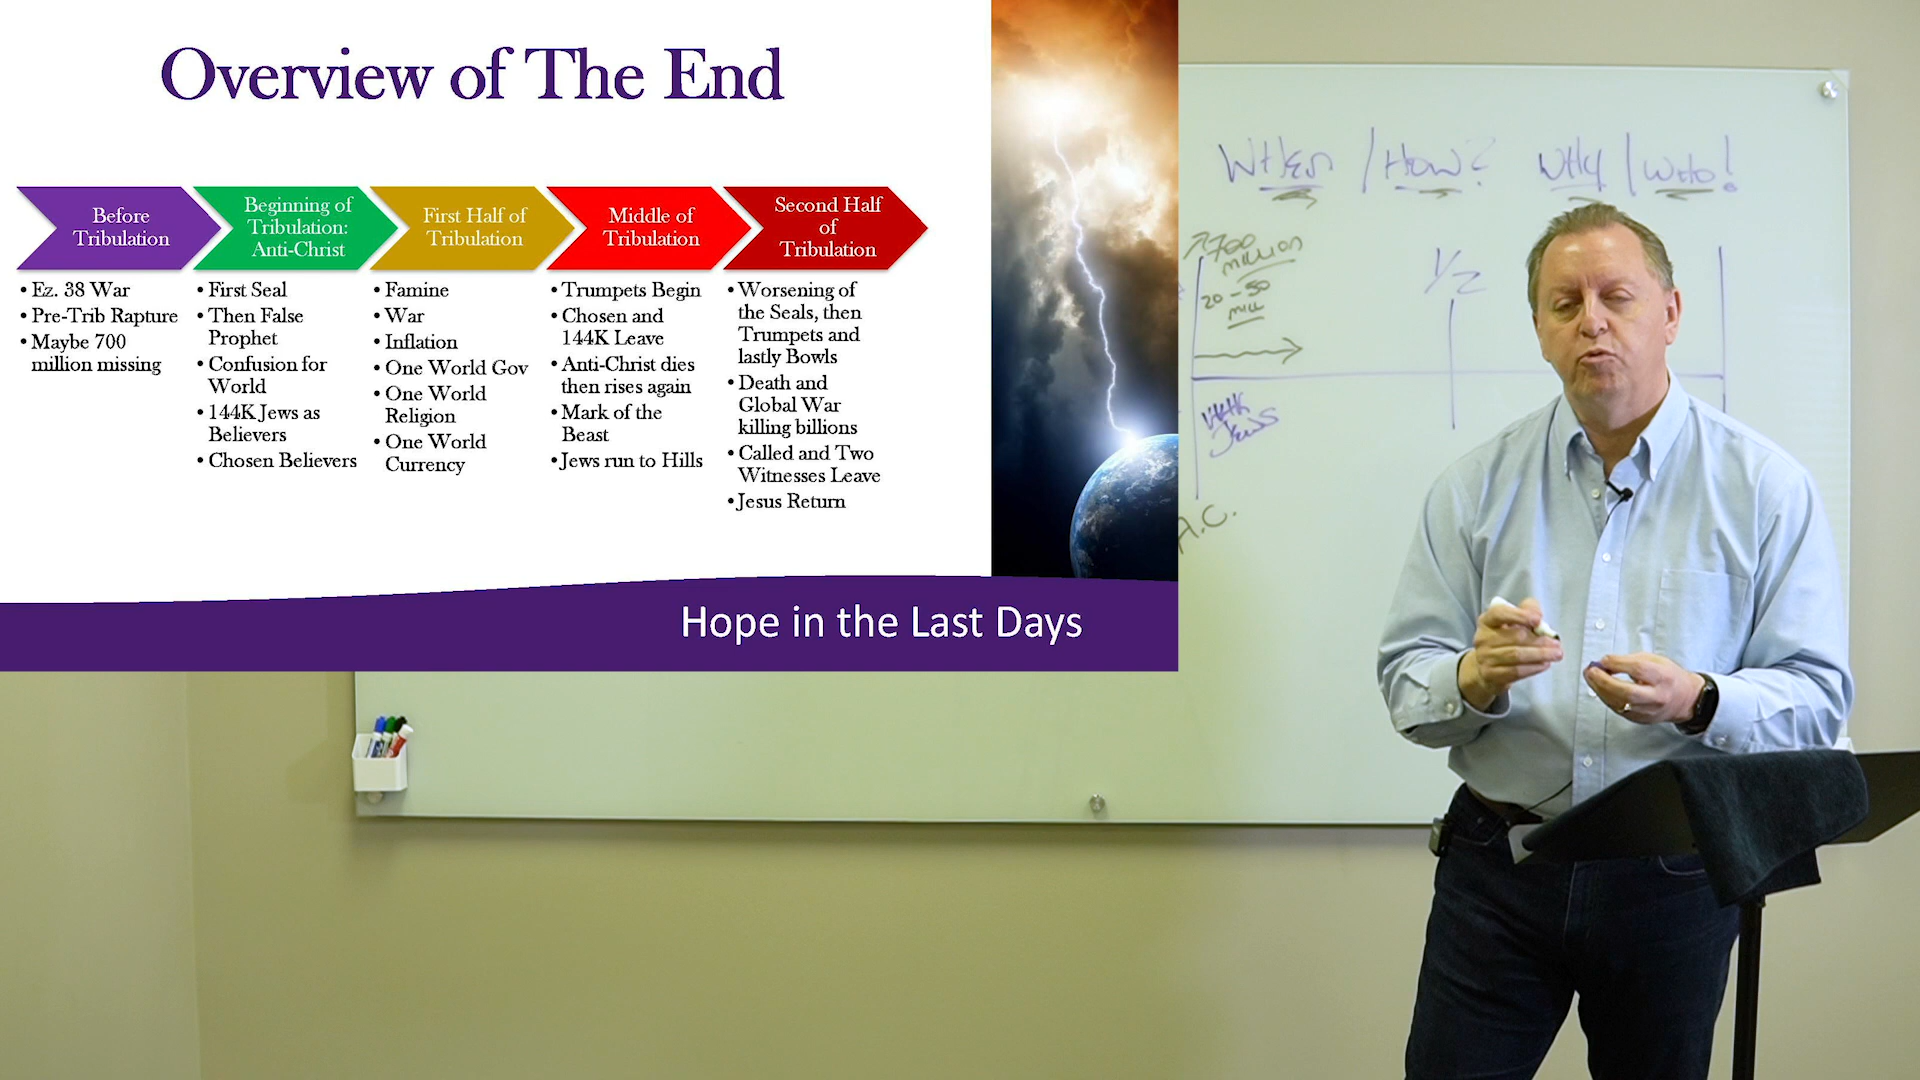 Overview of The End
Before
Tribulation
• Ez. 38 War
• Pre-Trib Rapture
• Maybe 700
million missing
Beginning of
Tribulation:
Anti-Christ
• First Seal
• Then False
Prophet
• Confusion for
World
• 144K Jews as
Believers
• Chosen Believers
First Half of
Tribulation
• Famine
• War
• Inflation
• One World Gov
• One World
Religion
• One World
Currency
Middle of
Tribulation
• Trumpets Begin
• Chosen and
144K Leave
• Anti-Christ dies
then rises again
• Mark of the
Beast
• Jews run to Hills
Second Half
of
Tribulation
• Worsening of
the Seals, then
Trumpets and
lastly Bowls
• Death and
Global War
killing billions
• Called and Two
Witnesses Leave
• Jesus Return
Hope in the Last Days
WHEN / HOW? WHY / WHO!
700
MILLION
20-50
MILL
1/2
144K
JEWS
A.C.